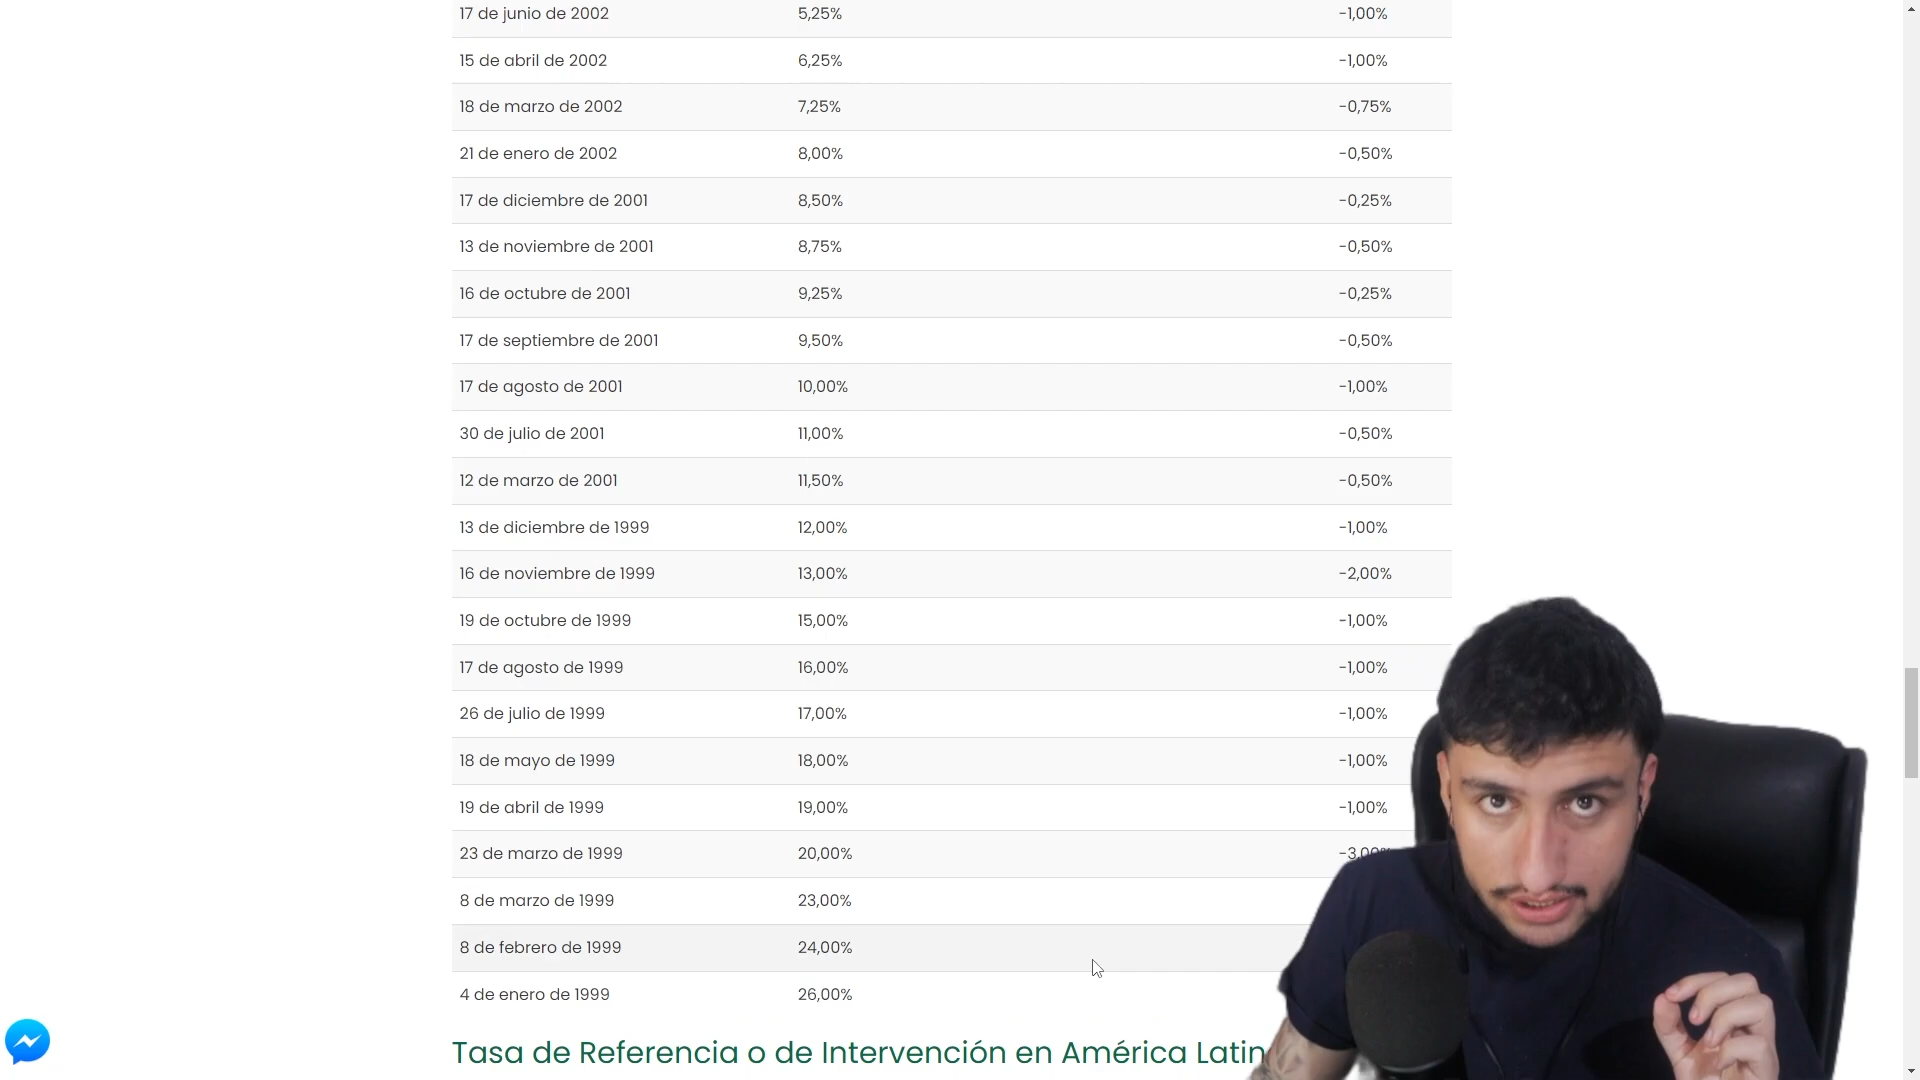 17 de junio de 2002 5,25% -1,00%
15 de abril de 2002 6,25% -1,00%
18 de marzo de 2002 7,25% -0,75%
21 de enero de 2002 8,00% -0,50%
17 de diciembre de 2001 8,50% -0,25%
13 de noviembre de 2001 8,75% -0,50%
16 de octubre de 2001 9,25% -0,25%
17 de septiembre de 2001 9,50% -0,50%
17 de agosto de 2001 10,00% -1,00%
30 de julio de 2001 11,00% -0,50%
12 de marzo de 2001 11,50% -0,50%
13 de diciembre de 1999 12,00% -1,00%
16 de noviembre de 1999 13,00% -2,00%
19 de octubre de 1999 15,00% -1,00%
17 de agosto de 1999 16,00% -1,00%
26 de julio de 1999 17,00% -1,00%
18 de mayo de 1999 18,00% -1,00%
19 de abril de 1999 19,00% -1,00%
23 de marzo de 1999 20,00% -3,00%
8 de marzo de 1999 23,00%
8 de febrero de 1999 24,00%
4 de enero de 1999 26,00%
Tasa de Referencia o de Intervención en América Latin